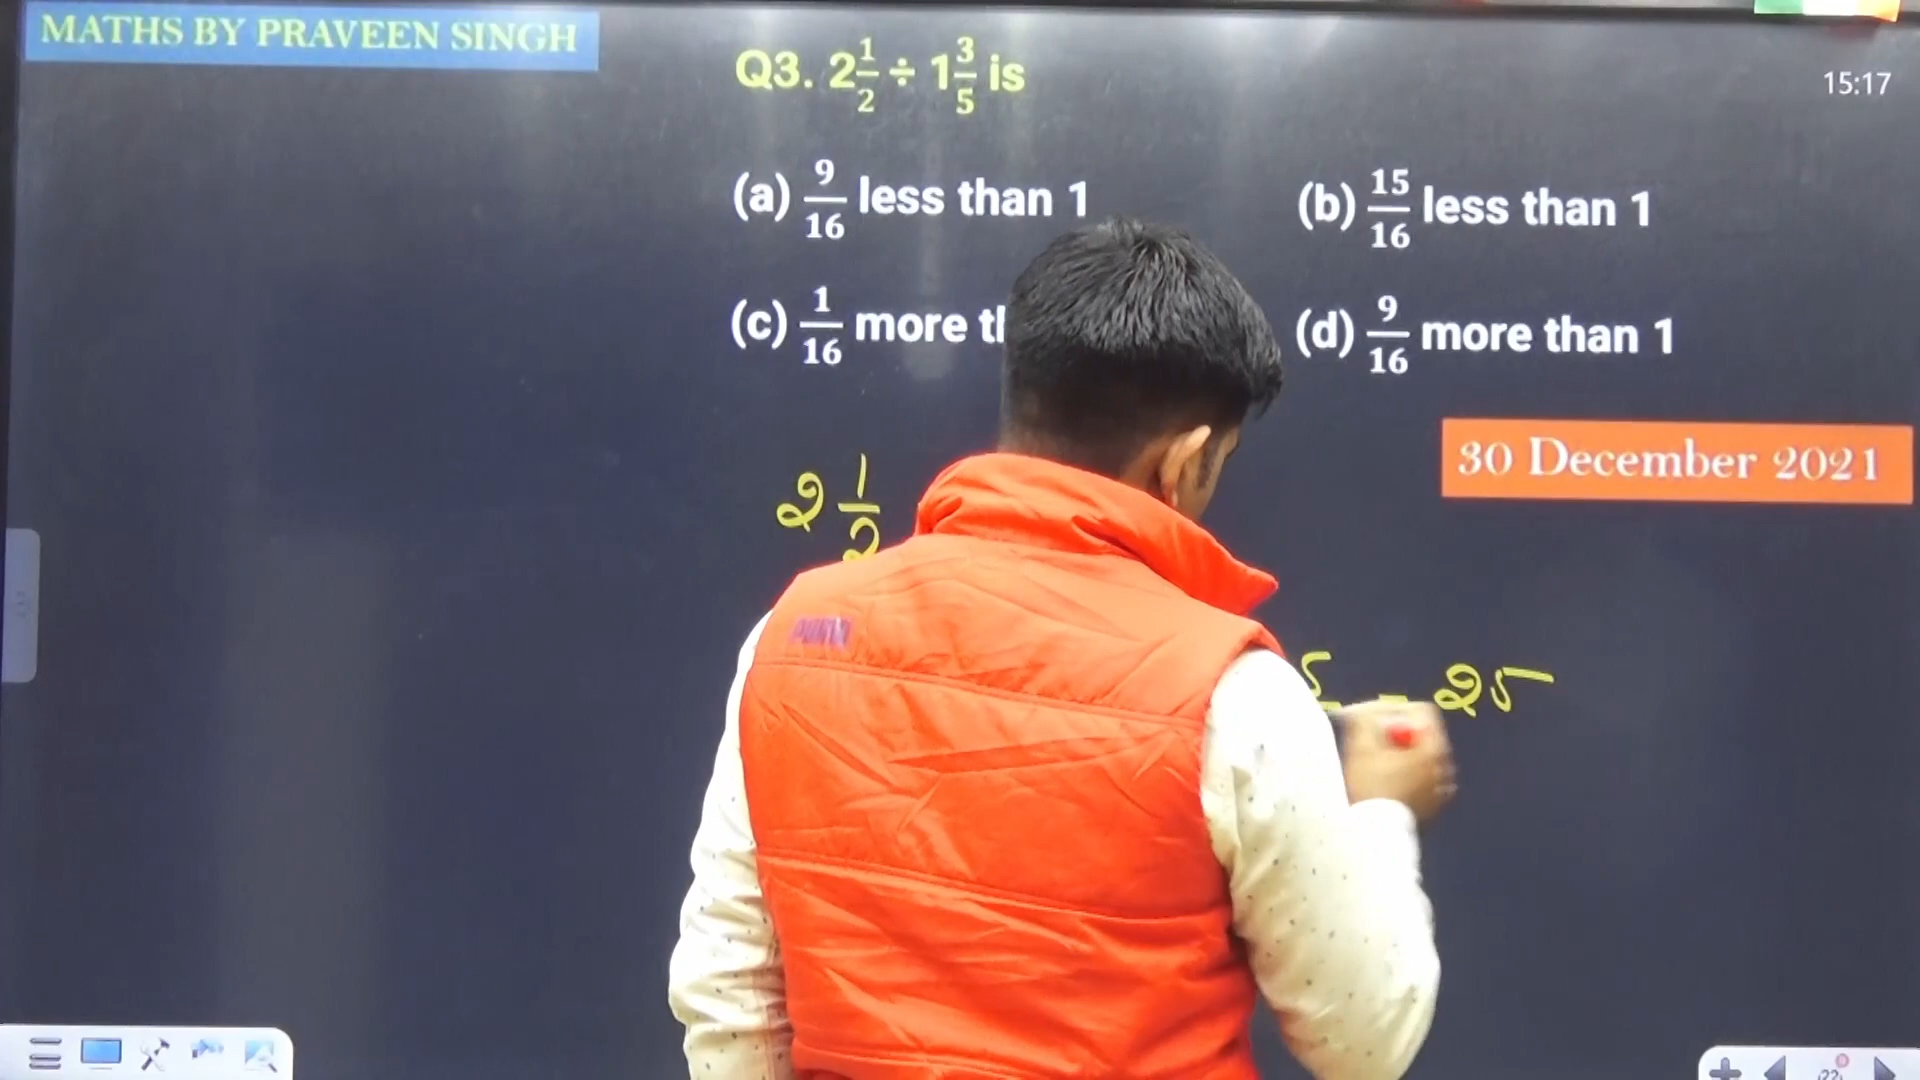 MATHS BY PRAVEEN SINGH
Q3. 2 1/2 ÷ 1 3/5 is
15:17
(a) 9/16 less than 1
(b) 15/16 less than 1
(c) 1/16 more
(d) 9/16 more than 1
30 December 2021
2 1/2
5 = 25